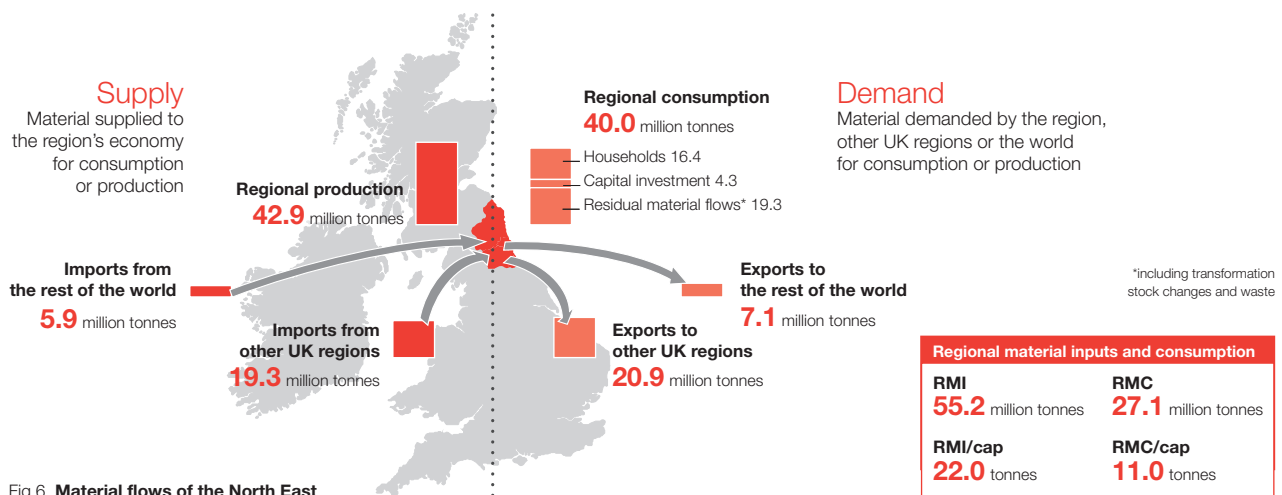 Supply
Material supplied to
the region's economy
for consumption
or production
Regional production
42.9 million tonnes
Imports from
the rest of the world
5.9 million tonnes
Imports from
other UK regions
19.3 million tonnes
Regional consumption
40.0 million tonnes
Households 16.4
Capital investment 4.3
Residual material flows* 19.3
Demand
Material demanded by the region,
other UK regions or the world
for consumption or production
Exports to
the rest of the world
7.1 million tonnes
Exports to
other UK regions
20.9 million tonnes
*including transformation
stock changes and waste
Regional material inputs and consumption
RMI
55.2 million tonnes
RMC
27.1 million tonnes
RMI/cap
22.0 tonnes
RMC/cap
11.0 tonnes
Fig 6 Material flows of the North East